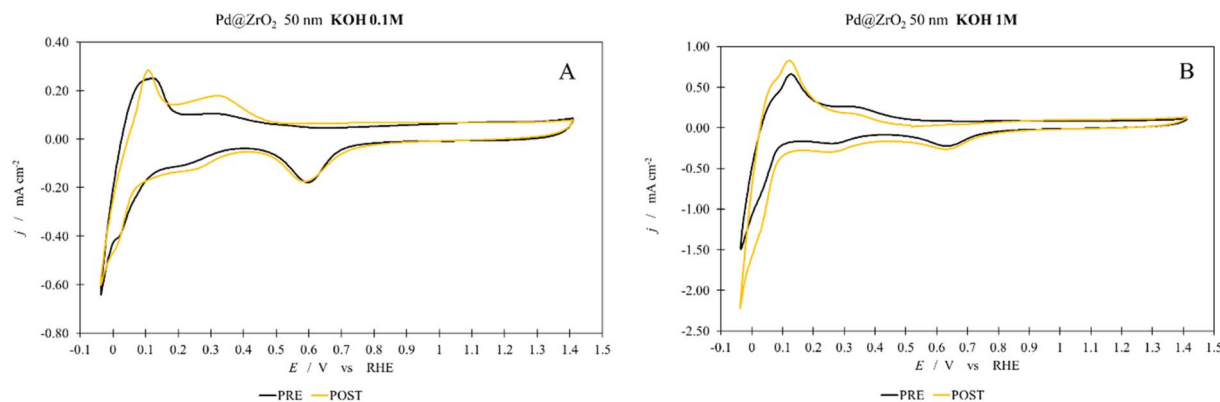 Pd@ZrO₂ 50 nm KOH 0.1M
A
0.40
0.20
0.00
-0.20
-0.40
-0.60
-0.80
j / mA cm⁻²
-0.1 0 0.1 0.2 0.3 0.4 0.5 0.6 0.7 0.8 0.9 1 1.1 1.2 1.3 1.4 1.5
E / V vs RHE
PRE POST
Pd@ZrO₂ 50 nm KOH 1M
B
1.00
0.50
0.00
-0.50
-1.00
-1.50
-2.00
-2.50
j / mA cm⁻²
-0.1 0 0.1 0.2 0.3 0.4 0.5 0.6 0.7 0.8 0.9 1 1.1 1.2 1.3 1.4 1.5
E / V vs RHE
PRE POST